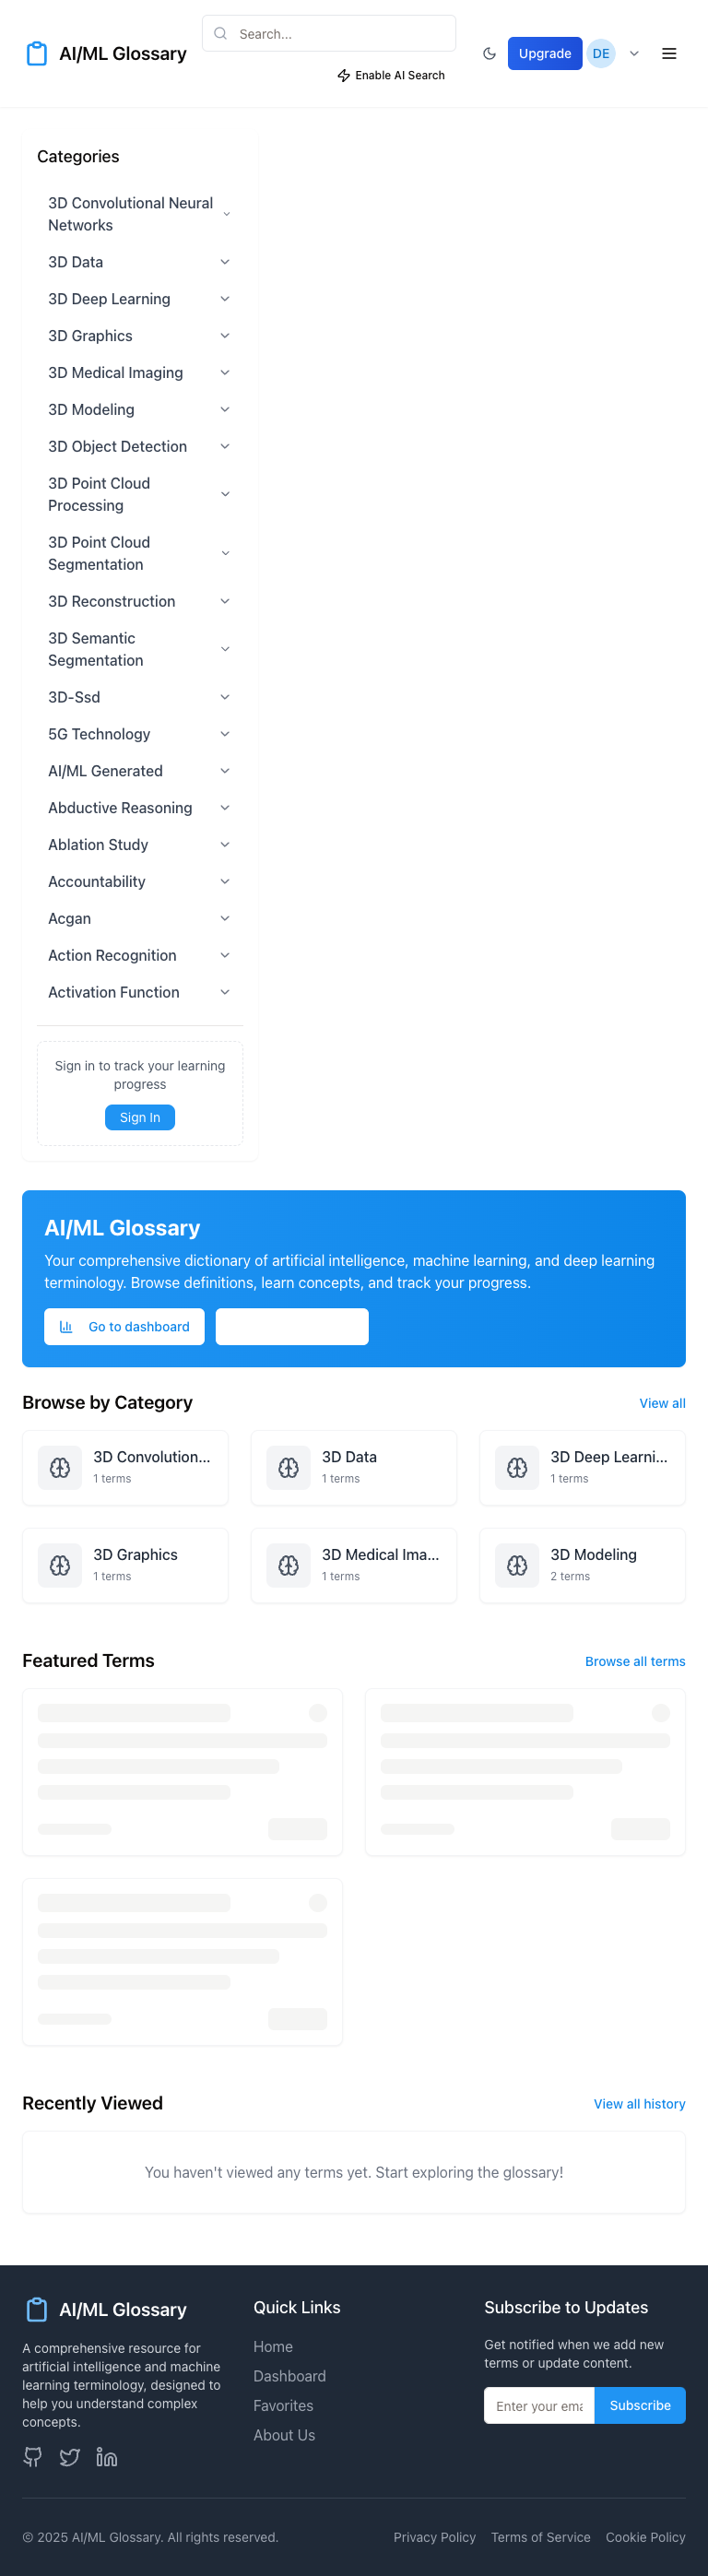 AI/ML Glossary
Search...
Enable AI Search
Upgrade
DE
Categories
3D Convolutional Neural
Networks
3D Data
3D Deep Learning
3D Graphics
3D Medical Imaging
3D Modeling
3D Object Detection
3D Point Cloud
Processing
3D Point Cloud
Segmentation
3D Reconstruction
3D Semantic
Segmentation
3D-Ssd
5G Technology
AI/ML Generated
Abductive Reasoning
Ablation Study
Accountability
Acgan
Action Recognition
Activation Function
Sign in to track your learning
progress
Sign In
AI/ML Glossary
Your comprehensive dictionary of artificial intelligence, machine learning, and deep learning
terminology. Browse definitions, learn concepts, and track your progress.
Go to dashboard
Browse by Category
View all
3D Convolution...
1 terms
3D Data
1 terms
3D Deep Learni...
1 terms
3D Graphics
1 terms
3D Medical Ima...
1 terms
3D Modeling
2 terms
Featured Terms
Browse all terms
Recently Viewed
View all history
You haven't viewed any terms yet. Start exploring the glossary!
AI/ML Glossary
A comprehensive resource for
artificial intelligence and machine
learning terminology, designed to
help you understand complex
concepts.
Quick Links
Home
Dashboard
Favorites
About Us
Subscribe to Updates
Get notified when we add new
terms or update content.
Enter your ema
Subscribe
© 2025 AI/ML Glossary. All rights reserved.
Privacy Policy
Terms of Service
Cookie Policy